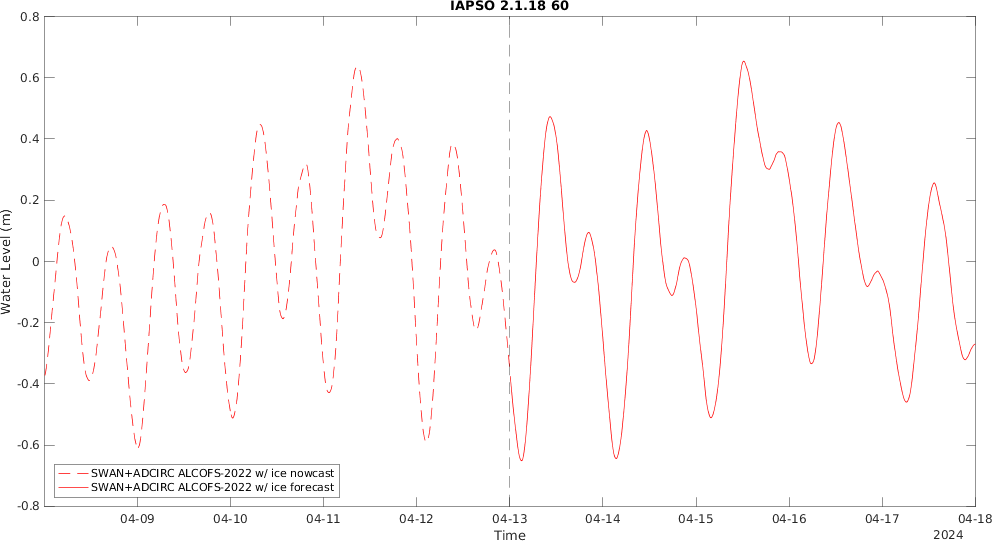 IAPSO 2.1.18 60
0.8
0.6
0.4
0.2
0
-0.2
-0.4
-0.6
-0.8
Water Level (m)
SWAN+ADCIRC ALCOFS-2022 w/ ice nowcast
SWAN+ADCIRC ALCOFS-2022 w/ ice forecast
04-09 04-10 04-11 04-12 04-13 04-14 04-15 04-16 04-17 04-18
Time
2024